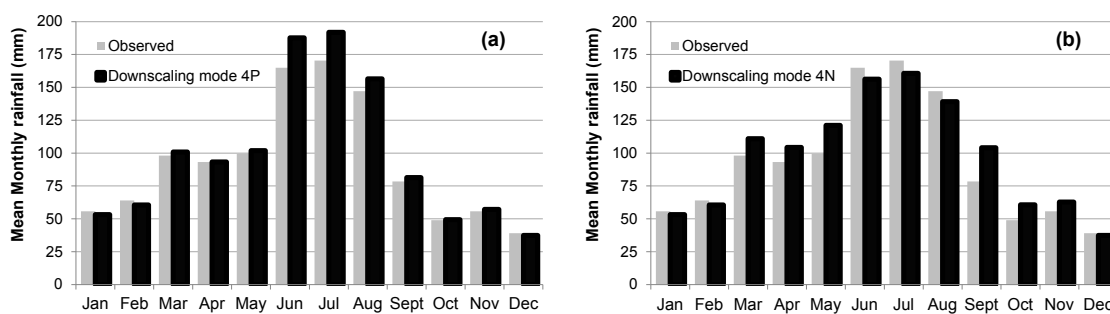 Mean Monthly rainfall (mm)
200
175
150
125
100
75
50
25
0
Observed
Downscaling mode 4P
(a)
Jan Feb Mar Apr May Jun Jul Aug Sept Oct Nov Dec
Mean Monthly rainfall (mm)
200
175
150
125
100
75
50
25
0
Observed
Downscaling mode 4N
(b)
Jan Feb Mar Apr May Jun Jul Aug Sept Oct Nov Dec